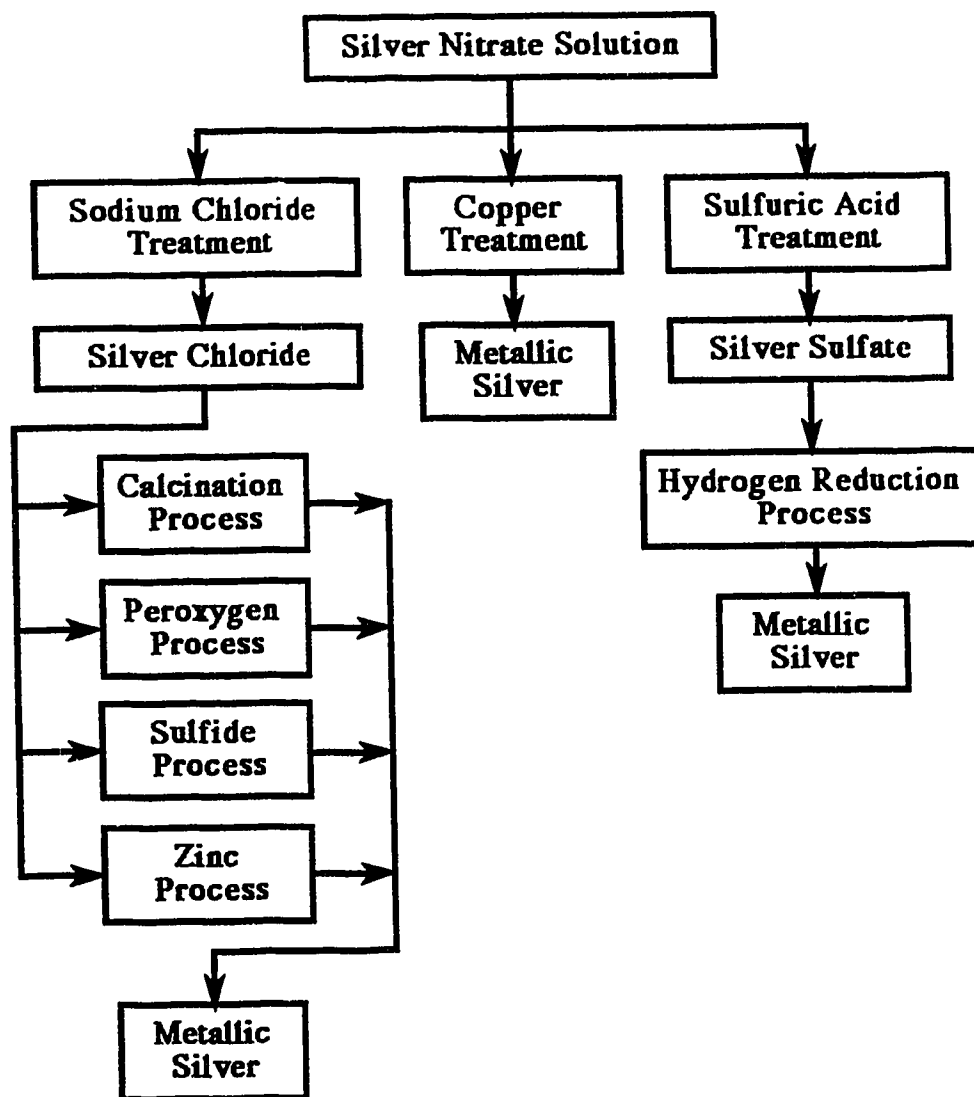 Silver Nitrate Solution
Sodium Chloride
Treatment
Copper
Treatment
Sulfuric Acid
Treatment
Silver Chloride
Metallic
Silver
Silver Sulfate
Calcination
Process
Hydrogen Reduction
Process
Peroxygen
Process
Metallic
Silver
Sulfide
Process
Zinc
Process
Metallic
Silver